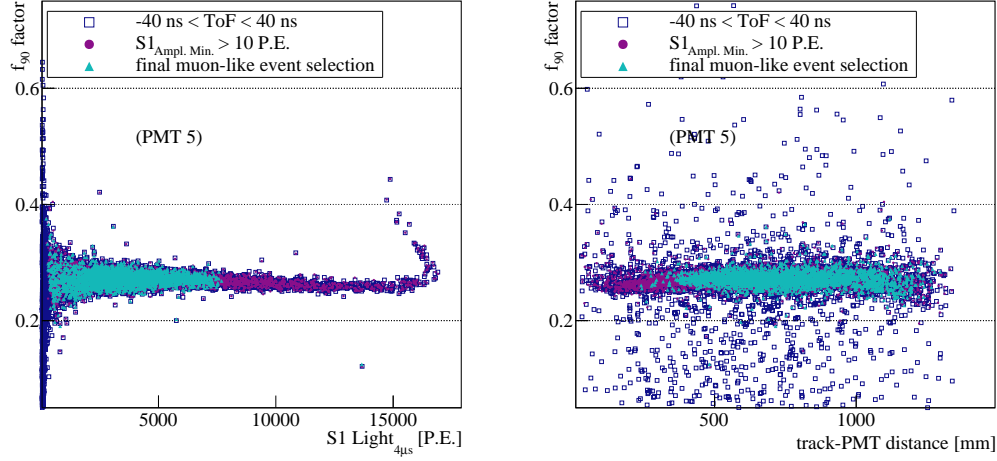 f90 factor
-40 ns < ToF < 40 ns
S1Ampl. Min. > 10 P.E.
final muon-like event selection
0.6
(PMT 5)
0.4
0.2
5000 10000 15000
S1 Light4μs [P.E.]
f90 factor
-40 ns < ToF < 40 ns
S1Ampl. Min. > 10 P.E.
final muon-like event selection
0.6
(PMT 5)
0.4
0.2
500 1000
track-PMT distance [mm]